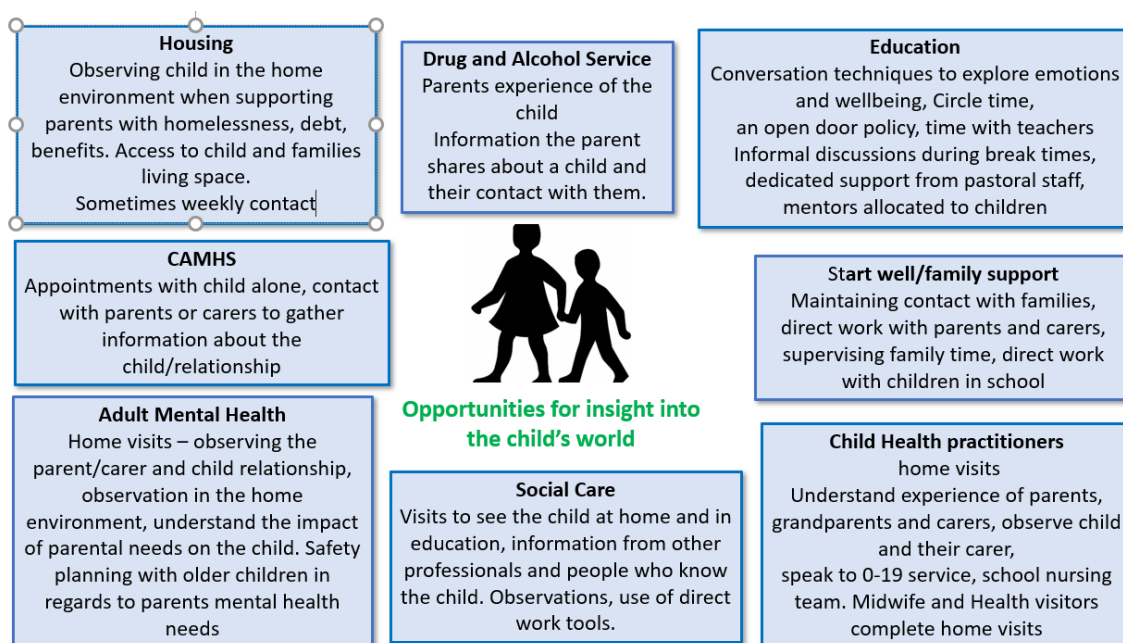 Housing
Observing child in the home
environment when supporting
parents with homelessness, debt,
benefits. Access to child and families
living space.
Sometimes weekly contact
Drug and Alcohol Service
Parents experience of the
child
Information the parent
shares about a child and
their contact with them.
Education
Conversation techniques to explore emotions
and wellbeing, Circle time,
an open door policy, time with teachers
Informal discussions during break times,
dedicated support from pastoral staff,
mentors allocated to children
CAMHS
Appointments with child alone, contact
with parents or carers to gather
information about the
child/relationship
Start well/family support
Maintaining contact with families,
direct work with parents and carers,
supervising family time, direct work
with children in school
Opportunities for insight into
the child's world
Adult Mental Health
Home visits – observing the
parent/carer and child relationship,
observation in the home
environment, understand the impact
of parental needs on the child. Safety
planning with older children in
regards to parents mental health
needs
Social Care
Visits to see the child at home and in
education, information from other
professionals and people who know
the child. Observations, use of direct
work tools.
Child Health practitioners
home visits
Understand experience of parents,
grandparents and carers, observe child
and their carer,
speak to 0-19 service, school nursing
team. Midwife and Health visitors
complete home visits